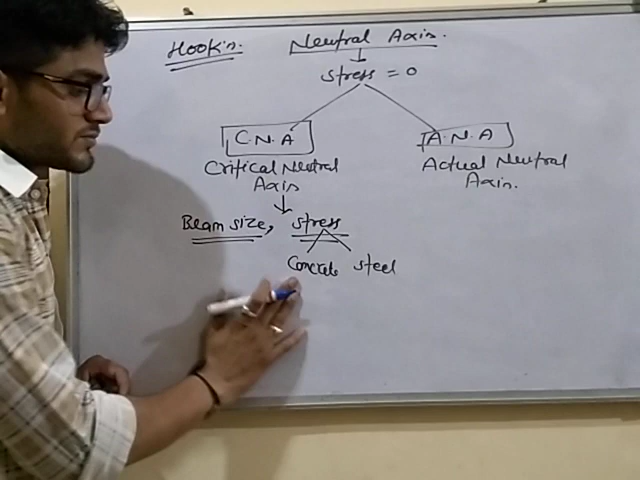 Hook's.
Neutral Axis.
stress = 0
C.N.A
A.N.A
Critical Neutral
Axis
Actual Neutral
Axis.
Beam size, stress
Concrete steel